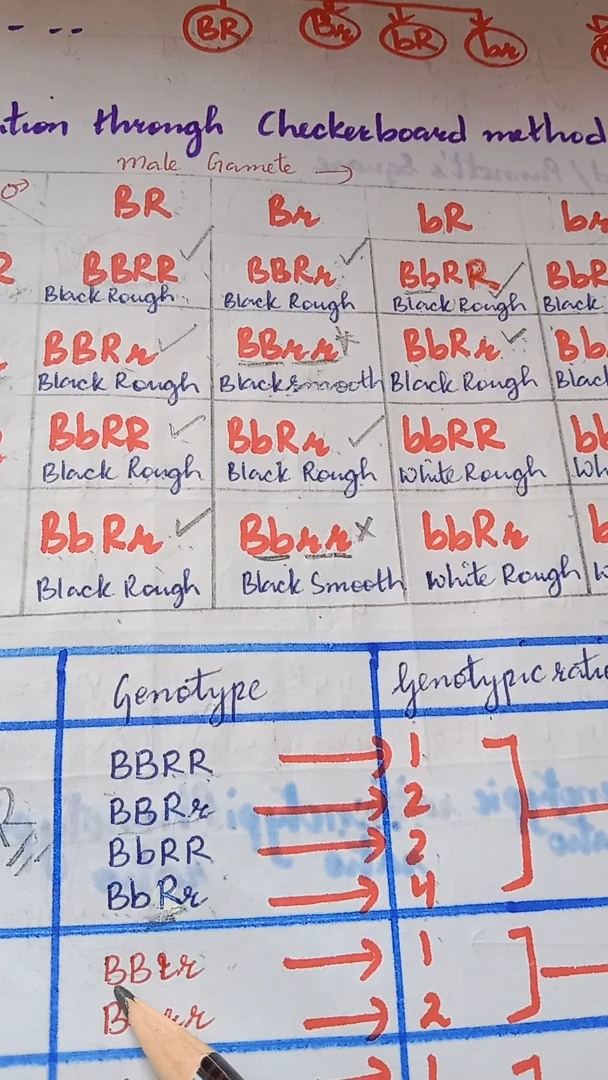 BR Br bR br
ation through Checkerboard method
male Gamete →
BR Br bR br
BBRR BBRr BbRR BbR
Black Rough Black Rough Black Rough Black
BBRr BBrr BbRr Bb
Black Rough Black smooth Black Rough Black
BbRR BbRr bbRR bb
Black Rough Black Rough White Rough Wh
BbRr Bbrr bbRr b
Black Rough Black Smooth White Rough W
Genotype Genotypic ratio
BBRR → 1
BBRr → 2
BbRR → 2
BbRr → 4
BBrr → 1
B rr → 2